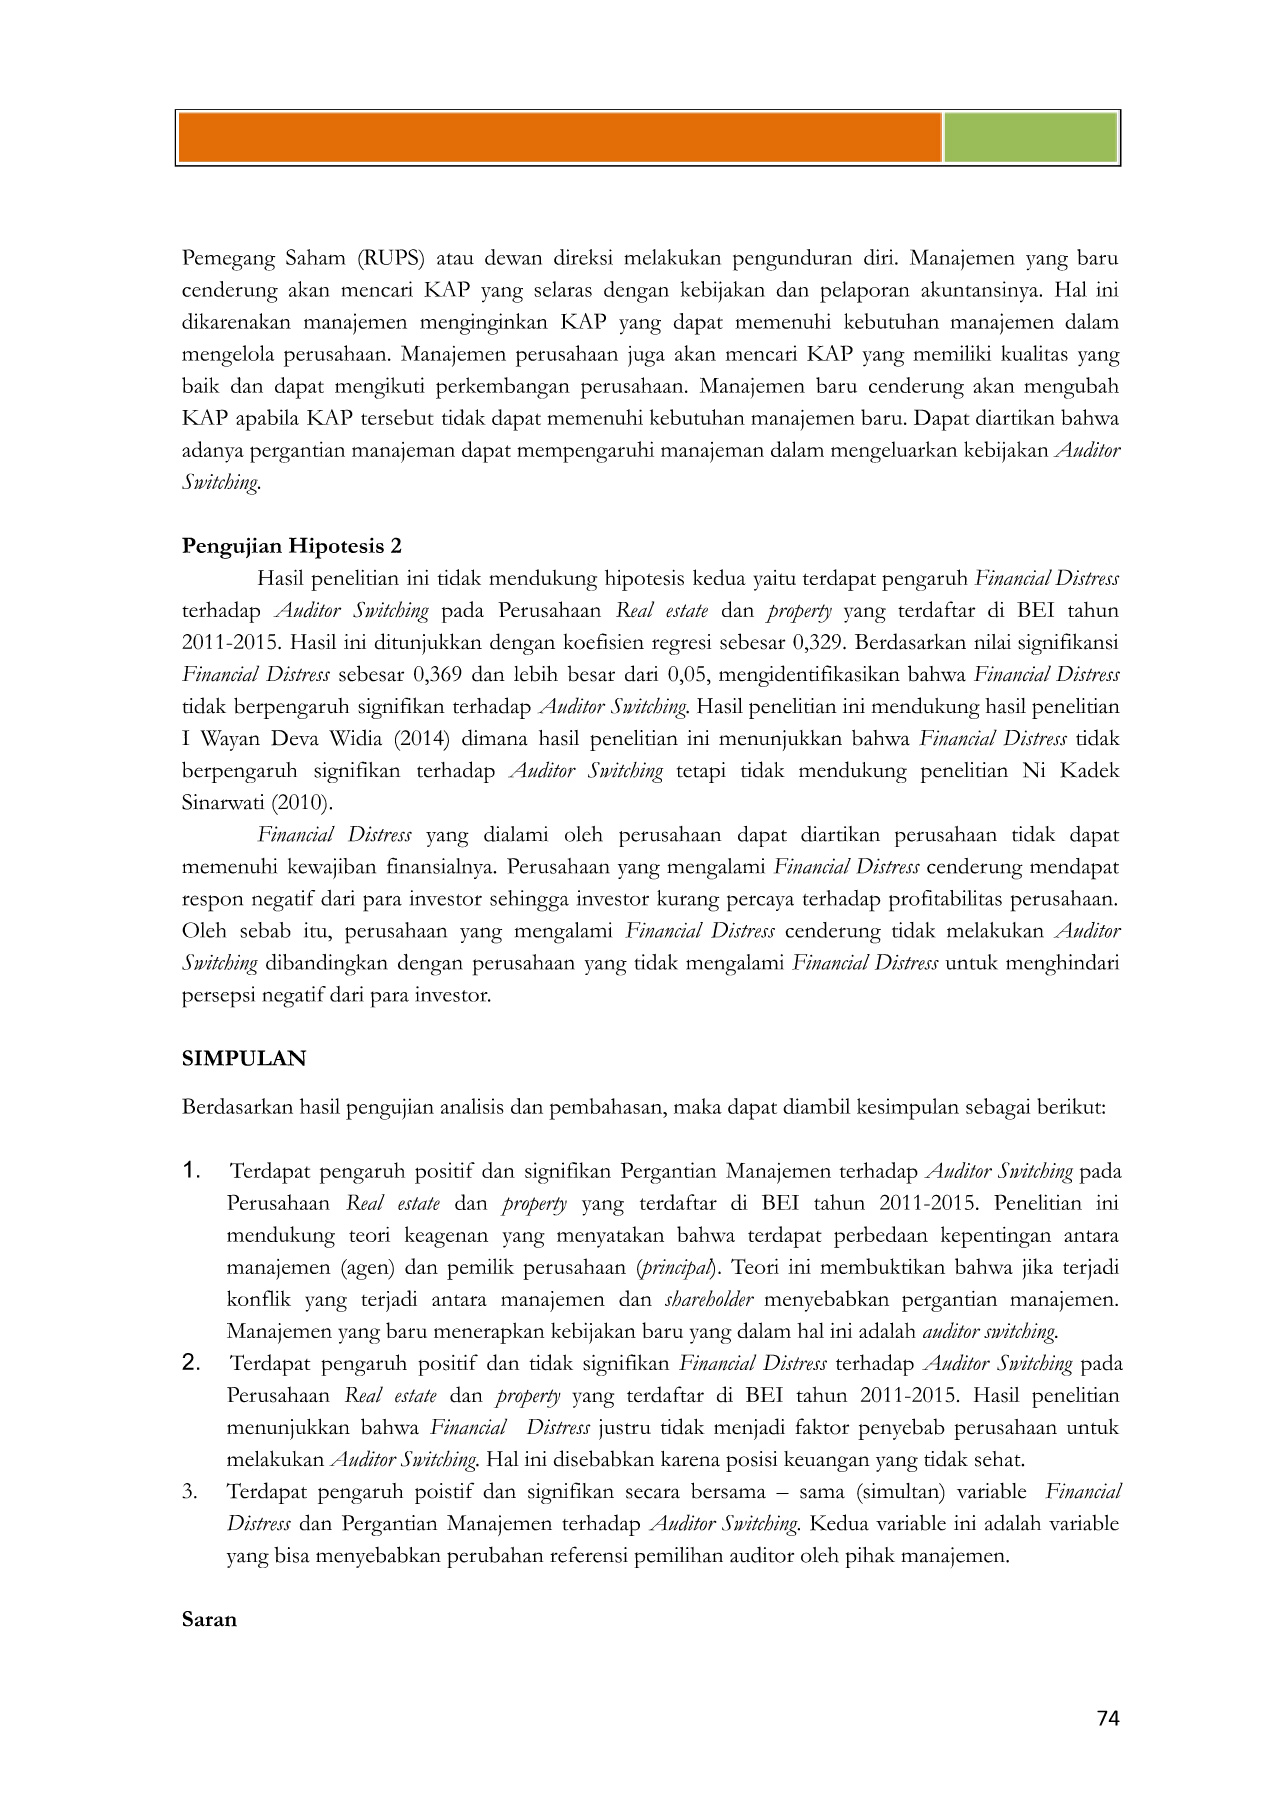 Pemegang Saham (RUPS) atau dewan direksi melakukan pengunduran diri. Manajemen yang baru
cenderung akan mencari KAP yang selaras dengan kebijakan dan pelaporan akuntansinya. Hal ini
dikarenakan manajemen menginginkan KAP yang dapat memenuhi kebutuhan manajemen dalam
mengelola perusahaan. Manajemen perusahaan juga akan mencari KAP yang memiliki kualitas yang
baik dan dapat mengikuti perkembangan perusahaan. Manajemen baru cenderung akan mengubah
KAP apabila KAP tersebut tidak dapat memenuhi kebutuhan manajemen baru. Dapat diartikan bahwa
adanya pergantian manajeman dapat mempengaruhi manajeman dalam mengeluarkan kebijakan Auditor
Switching.
Pengujian Hipotesis 2
Hasil penelitian ini tidak mendukung hipotesis kedua yaitu terdapat pengaruh Financial Distress
terhadap Auditor Switching pada Perusahaan Real estate dan property yang terdaftar di BEI tahun
2011-2015. Hasil ini ditunjukkan dengan koefisien regresi sebesar 0,329. Berdasarkan nilai signifikansi
Financial Distress sebesar 0,369 dan lebih besar dari 0,05, mengidentifikasikan bahwa Financial Distress
tidak berpengaruh signifikan terhadap Auditor Switching. Hasil penelitian ini mendukung hasil penelitian
I Wayan Deva Widia (2014) dimana hasil penelitian ini menunjukkan bahwa Financial Distress tidak
berpengaruh signifikan terhadap Auditor Switching tetapi tidak mendukung penelitian Ni Kadek
Sinarwati (2010).
Financial Distress yang dialami oleh perusahaan dapat diartikan perusahaan tidak dapat
memenuhi kewajiban finansialnya. Perusahaan yang mengalami Financial Distress cenderung mendapat
respon negatif dari para investor sehingga investor kurang percaya terhadap profitabilitas perusahaan.
Oleh sebab itu, perusahaan yang mengalami Financial Distress cenderung tidak melakukan Auditor
Switching dibandingkan dengan perusahaan yang tidak mengalami Financial Distress untuk menghindari
persepsi negatif dari para investor.
SIMPULAN
Berdasarkan hasil pengujian analisis dan pembahasan, maka dapat diambil kesimpulan sebagai berikut:
1. Terdapat pengaruh positif dan signifikan Pergantian Manajemen terhadap Auditor Switching pada
Perusahaan Real estate dan property yang terdaftar di BEI tahun 2011-2015. Penelitian ini
mendukung teori keagenan yang menyatakan bahwa terdapat perbedaan kepentingan antara
manajemen (agen) dan pemilik perusahaan (principal). Teori ini membuktikan bahwa jika terjadi
konflik yang terjadi antara manajemen dan shareholder menyebabkan pergantian manajemen.
Manajemen yang baru menerapkan kebijakan baru yang dalam hal ini adalah auditor switching.
2. Terdapat pengaruh positif dan tidak signifikan Financial Distress terhadap Auditor Switching pada
Perusahaan Real estate dan property yang terdaftar di BEI tahun 2011-2015. Hasil penelitian
menunjukkan bahwa Financial Distress justru tidak menjadi faktor penyebab perusahaan untuk
melakukan Auditor Switching. Hal ini disebabkan karena posisi keuangan yang tidak sehat.
3. Terdapat pengaruh poistif dan signifikan secara bersama – sama (simultan) variable Financial
Distress dan Pergantian Manajemen terhadap Auditor Switching. Kedua variable ini adalah variable
yang bisa menyebabkan perubahan referensi pemilihan auditor oleh pihak manajemen.
Saran
74